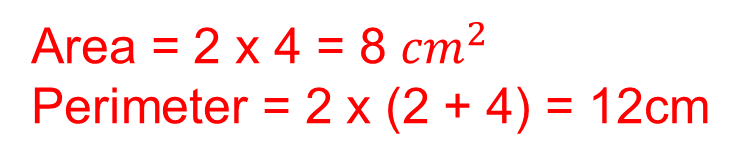 Area = 2 x 4 = 8 cm²
Perimeter = 2 x (2 + 4) = 12cm